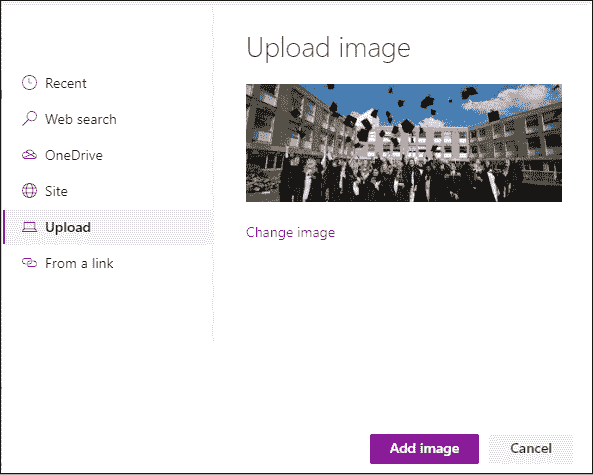 Upload image
Recent
Web search
OneDrive
Site
Upload
From a link
Change image
Add image
Cancel